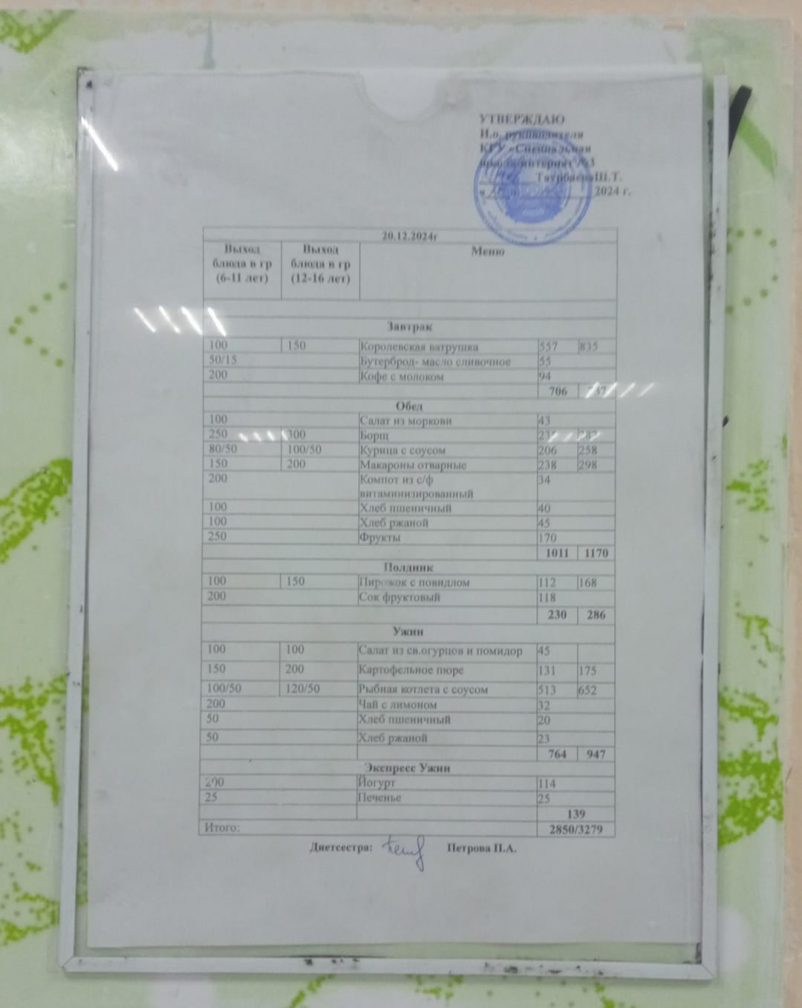 УТВЕРЖДАЮ
И.о. руководителя
КГУ «Специальная
школа-интернат №3
Таурбаева Ш.Т.
2024 г.
20.12.2024г
Выход блюда в гр (6-11 лет) Выход блюда в гр (12-16 лет) Меню
Завтрак
100 150 Королевская ватрушка 557 835
50/15 Бутерброд- масло сливочное 55
200 Кофе с молоком 94
706
Обед
100 Салат из моркови 43
250 300 Борщ
80/50 100/50 Курица с соусом 206 258
150 200 Макароны отварные 238 298
200 Компот из с/ф 34
витаминизированный
100 Хлеб пшеничный 40
100 Хлеб ржаной 45
250 Фрукты 170
1011 1170
Полдник
100 150 Пирожок с повидлом 112 168
200 Сок фруктовый 118
230 286
Ужин
100 100 Салат из св.огурцов и помидор 45
150 200 Картофельное пюре 131 175
100/50 120/50 Рыбная котлета с соусом 513 652
200 Чай с лимоном 32
50 Хлеб пшеничный 20
50 Хлеб ржаной 23
764 947
Экспресс Ужин
200 Йогурт 114
25 Печенье 25
139
Итого: 2850/3279
Диетсестра: Петрова П.А.